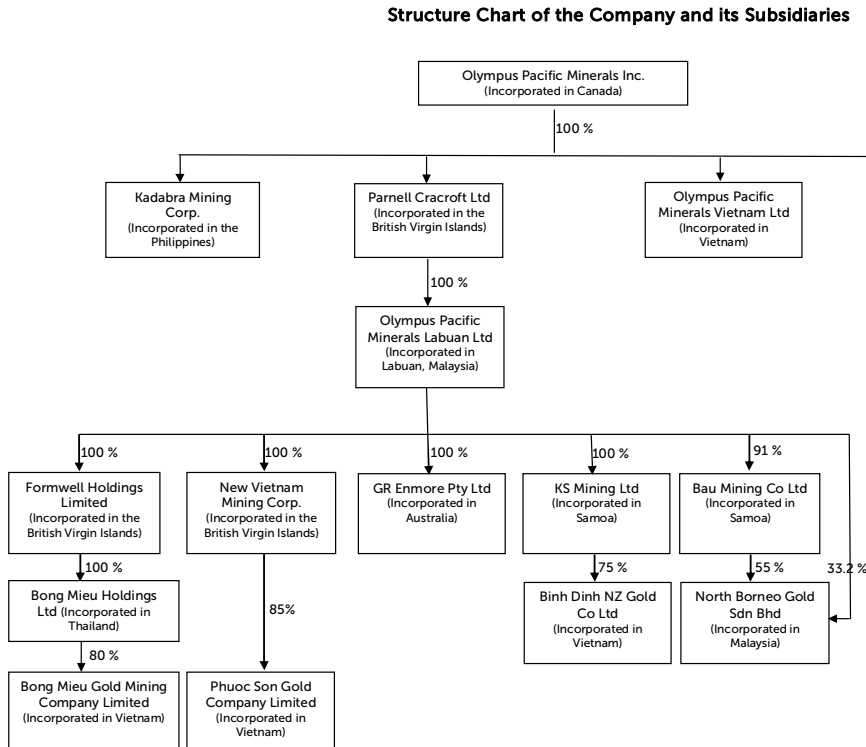 Structure Chart of the Company and its Subsidiaries
Olympus Pacific Minerals Inc.
(Incorporated in Canada)
100 %
Kadabra Mining
Corp.
(Incorporated in the
Philippines)
Parnell Cracroft Ltd
(Incorporated in the
British Virgin Islands)
Olympus Pacific
Minerals Vietnam Ltd
(Incorporated in
Vietnam)
100 %
Olympus Pacific
Minerals Labuan Ltd
(Incorporated in
Labuan, Malaysia)
100 %
100 %
100 %
100 %
91 %
Formwell Holdings
Limited
(Incorporated in the
British Virgin Islands)
New Vietnam
Mining Corp.
(Incorporated in the
British Virgin Islands)
GR Enmore Pty Ltd
(Incorporated in
Australia)
KS Mining Ltd
(Incorporated in
Samoa)
Bau Mining Co Ltd
(Incorporated in
Samoa)
100 %
75 %
55 %
33.2 %
Bong Mieu Holdings
Ltd (Incorporated in
Thailand)
85%
Binh Dinh NZ Gold
Co Ltd
(Incorporated in
Vietnam)
North Borneo Gold
Sdn Bhd
(Incorporated in
Malaysia)
80 %
Bong Mieu Gold Mining
Company Limited
(Incorporated in Vietnam)
Phuoc Son Gold
Company Limited
(Incorporated in
Vietnam)